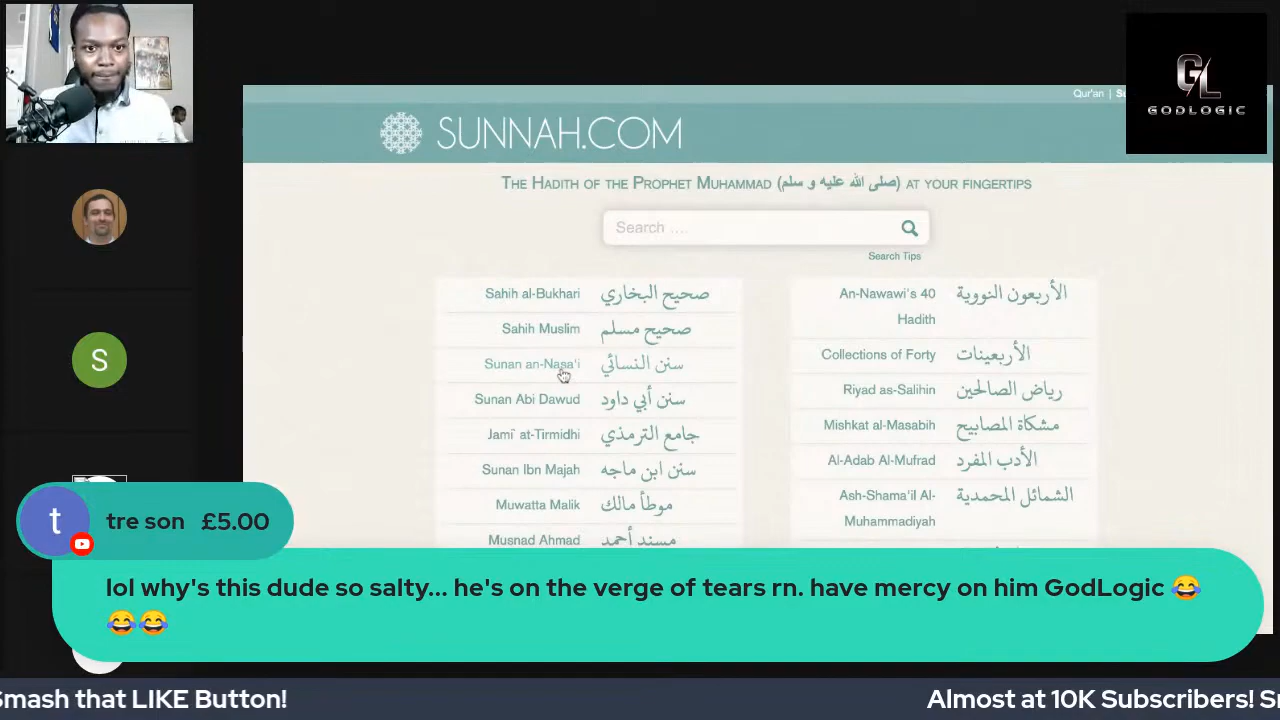 Qur'an |
GL
GODLOGIC
SUNNAH.COM
THE HADITH OF THE PROPHET MUHAMMAD (صلى الله عليه و سلم) AT YOUR FINGERTIPS
Search ....
Search Tips
Sahih al-Bukhari صحيح البخاري
Sahih Muslim صحيح مسلم
Sunan an-Nasa'i سنن النسائي
Sunan Abi Dawud سنن أبي داود
Jami` at-Tirmidhi جامع الترمذي
Sunan Ibn Majah سنن ابن ماجه
Muwatta Malik موطأ مالك
Musnad Ahmad مسند أحمد
An-Nawawi's 40 الأربعون النووية
Hadith
Collections of Forty الأربعينات
Riyad as-Salihin رياض الصالحين
Mishkat al-Masabih مشكاة المصابيح
Al-Adab Al-Mufrad الأدب المفرد
Ash-Shama'il Al- الشمائل المحمدية
Muhammadiyah
S
t
tre son £5.00
lol why's this dude so salty... he's on the verge of tears rn. have mercy on him GodLogic 😂
😂😂
Smash that LIKE Button! Almost at 10K Subscribers!